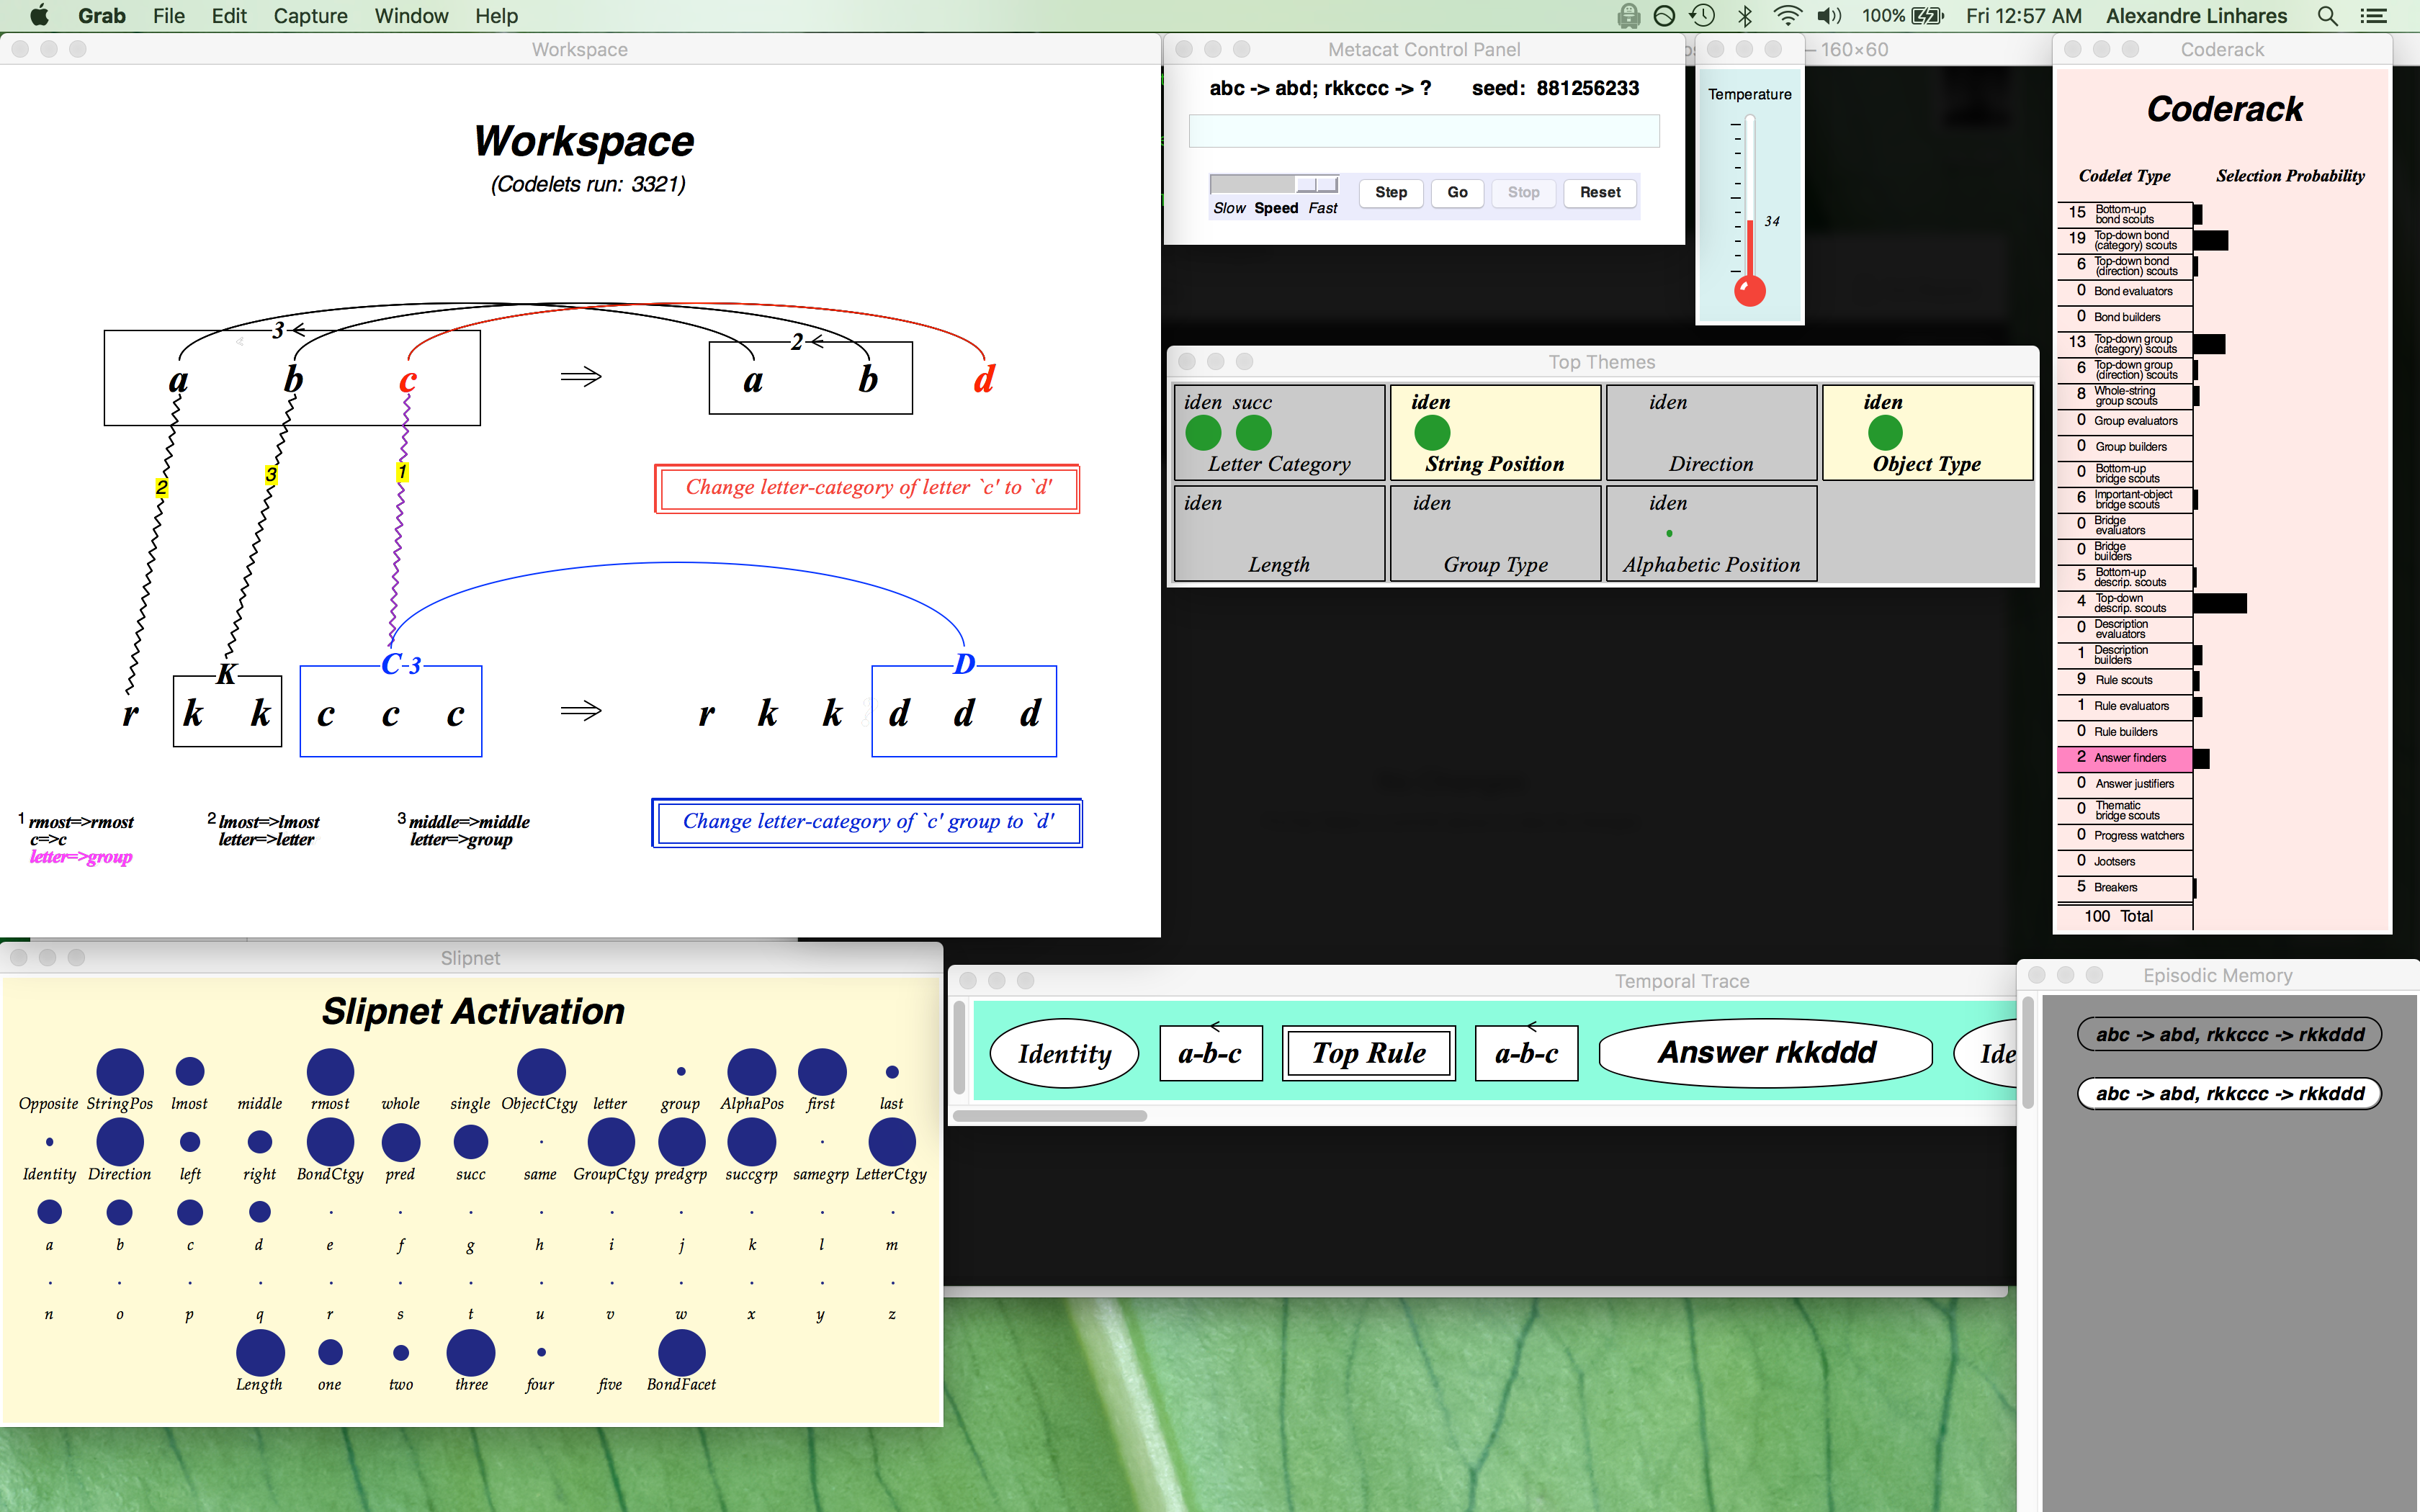 Grab File Edit Capture Window Help
100% Fri 12:57 AM Alexandre Linhares
Workspace
Workspace
(Codelets run: 3321)
3
2
a b c a b d
2 3 1
Change letter-category of letter `c' to `d'
K C-3 D
r k k c c c r k k d d d
1 rmost=>rmost
c=>c
letter=>group
2 lmost=>lmost
letter=>letter
3 middle=>middle
letter=>group
Change letter-category of `c' group to `d'
Metacat Control Panel
abc -> abd; rkkccc -> ? seed: 881256233
Slow Speed Fast
Step Go Stop Reset
— 160×60
Temperature
34
Top Themes
iden succ
Letter Category
iden
String Position
iden
Direction
iden
Object Type
iden
Length
iden
Group Type
iden
Alphabetic Position
Coderack
Coderack
Codelet Type Selection Probability
15 Bottom-up
bond scouts
19 Top-down bond
(category) scouts
6 Top-down bond
(direction) scouts
0 Bond evaluators
0 Bond builders
13 Top-down group
(category) scouts
6 Top-down group
(direction) scouts
8 Whole-string
group scouts
0 Group evaluators
0 Group builders
0 Bottom-up
bridge scouts
6 Important-object
bridge scouts
0 Bridge
evaluators
0 Bridge
builders
5 Bottom-up
descrip. scouts
4 Top-down
descrip. scouts
0 Description
evaluators
1 Description
builders
9 Rule scouts
1 Rule evaluators
0 Rule builders
2 Answer finders
0 Answer justifiers
0 Thematic
bridge scouts
0 Progress watchers
0 Jootsers
5 Breakers
100 Total
Slipnet
Slipnet Activation
Opposite StringPos lmost middle rmost whole single ObjectCtgy letter group AlphaPos first last
Identity Direction left right BondCtgy pred succ same GroupCtgy predgrp succgrp samegrp LetterCtgy
a b c d e f g h i j k l m
n o p q r s t u v w x y z
Length one two three four five BondFacet
Temporal Trace
Identity a-b-c Top Rule a-b-c Answer rkkddd Ide
Episodic Memory
abc -> abd, rkkccc -> rkkddd
abc -> abd, rkkccc -> rkkddd